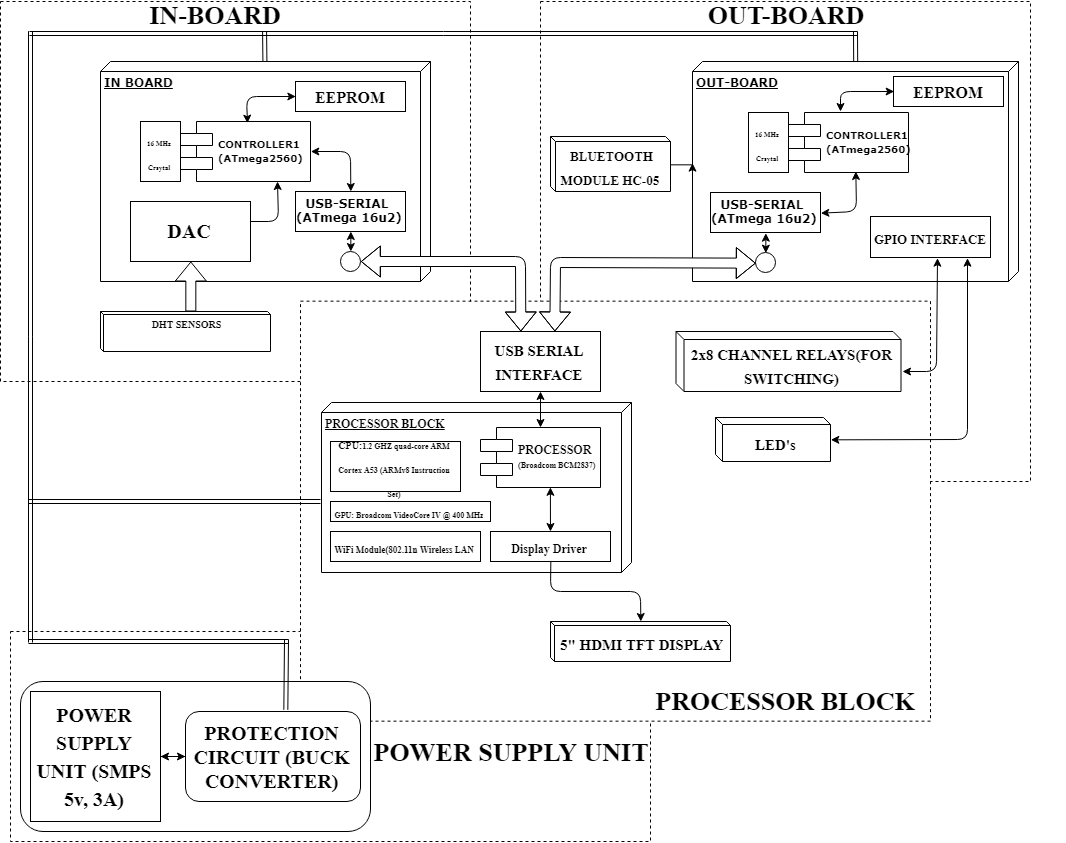 IN-BOARD
OUT-BOARD
IN BOARD
EEPROM
16 MHz
Craytal
CONTROLLER1
(ATmega2560)
USB-SERIAL
(ATmega 16u2)
DAC
DHT SENSORS
OUT-BOARD
EEPROM
16 MHz
Craytal
CONTROLLER1
(ATmega2560)
BLUETOOTH
MODULE HC-05
USB-SERIAL
(ATmega 16u2)
GPIO INTERFACE
USB SERIAL
INTERFACE
2x8 CHANNEL RELAYS(FOR
SWITCHING)
LED's
PROCESSOR BLOCK
CPU:1.2 GHZ quad-core ARM
Cortex A53 (ARMv8 Instruction
Set)
PROCESSOR
(Broadcom BCM2837)
GPU: Broadcom VideoCore IV @ 400 MHz
WiFi Module(802.11n Wireless LAN
Display Driver
5" HDMI TFT DISPLAY
PROCESSOR BLOCK
POWER
SUPPLY
UNIT (SMPS
5v, 3A)
PROTECTION
CIRCUIT (BUCK
CONVERTER)
POWER SUPPLY UNIT